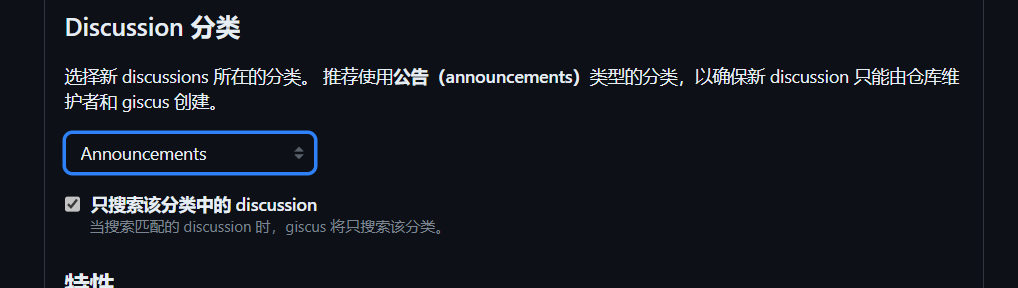 Discussion 分类
选择新 discussions 所在的分类。 推荐使用公告（announcements）类型的分类，以确保新 discussion 只能由仓库维
护者和 giscus 创建。
Announcements
只搜索该分类中的 discussion
当搜索匹配的 discussion 时，giscus 将只搜索该分类。
特性